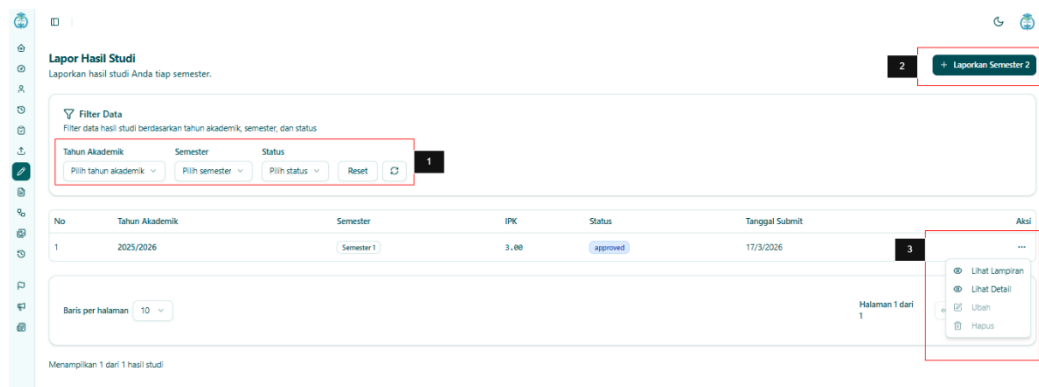 Lapor Hasil Studi
Laporkan hasil studi Anda tiap semester.
2
+ Laporkan Semester 2
Filter Data
Filter data hasil studi berdasarkan tahun akademik, semester, dan status
Tahun Akademik Semester Status
Pilih tahun akademik Pilih semester Pilih status Reset
1
No Tahun Akademik Semester IPK Status Tanggal Submit Aksi
1 2025/2026 Semester 1 3.00 approved 17/3/2026 ...
3
Lihat Lampiran
Lihat Detail
Ubah
Hapus
Baris per halaman 10
Halaman 1 dari
1
Menampilkan 1 dari 1 hasil studi